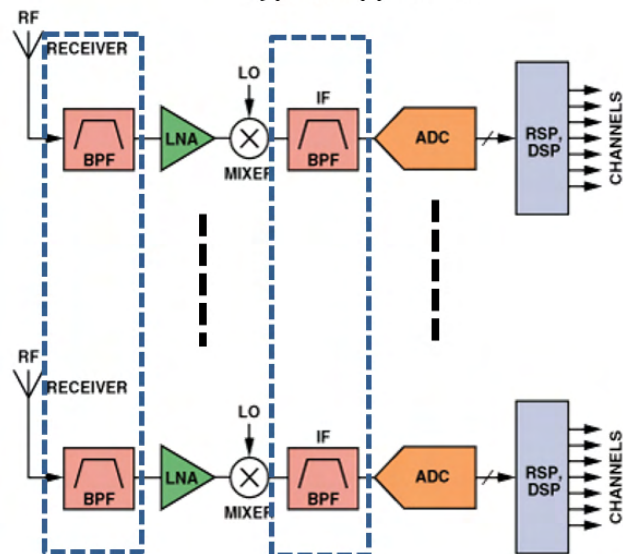 RF
RECEIVER
LO
IF
BPF
LNA
MIXER
BPF
ADC
RSP,
DSP
CHANNELS
RF
RECEIVER
LO
IF
BPF
LNA
MIXER
BPF
ADC
RSP,
DSP
CHANNELS